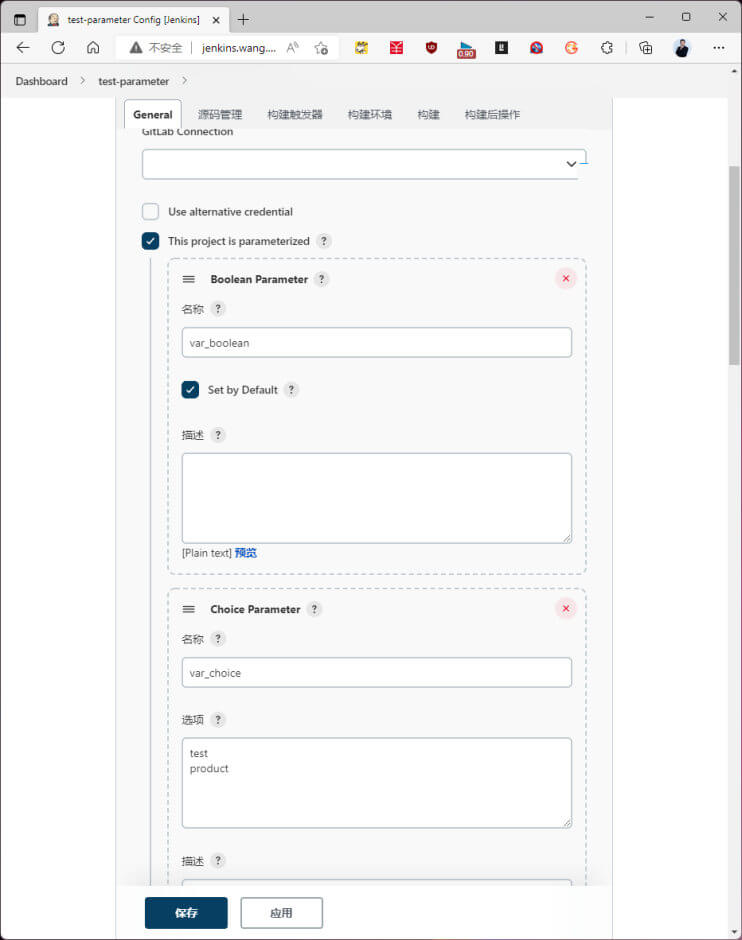 test-parameter Config [Jenkins]
不安全
jenkins.wang....
0.90
Dashboard
test-parameter
General
源码管理
构建触发器
构建环境
构建
构建后操作
GitLab Connection
Use alternative credential
This project is parameterized ?
Boolean Parameter ?
名称 ?
var_boolean
Set by Default ?
描述 ?
[Plain text] 预览
Choice Parameter ?
名称 ?
var_choice
选项 ?
test
product
描述 ?
保存
应用